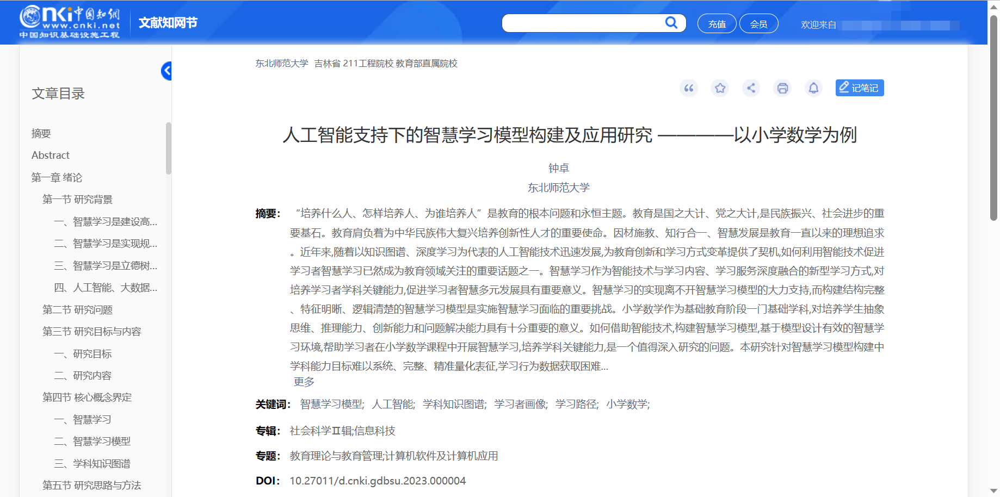 cnki中国知网
www.cnki.net
中国知识基础设施工程
文献知网节
充值
会员
欢迎来自
文章目录
摘要
Abstract
第一章 绪论
第一节 研究背景
一、智慧学习是建设高...
二、智慧学习是实现规...
三、智慧学习是立德树...
四、人工智能、大数据...
第二节 研究问题
第三节 研究目标与内容
一、研究目标
二、研究内容
第四节 核心概念界定
一、智慧学习
二、智慧学习模型
三、学科知识图谱
第五节 研究思路与方法
东北师范大学 吉林省 211工程院校 教育部直属院校
记笔记
人工智能支持下的智慧学习模型构建及应用研究 ————以小学数学为例
钟卓
东北师范大学
摘要： “培养什么人、怎样培养人、为谁培养人”是教育的根本问题和永恒主题。教育是国之大计、党之大计,是民族振兴、社会进步的重
要基石。教育肩负着为中华民族伟大复兴培养创新性人才的重要使命。因材施教、知行合一、智慧发展是教育一直以来的理想追求
。近年来,随着以知识图谱、深度学习为代表的人工智能技术迅速发展,为教育创新和学习方式变革提供了契机,如何利用智能技术促进
学习者智慧学习已然成为教育领域关注的重要话题之一。智慧学习作为智能技术与学习内容、学习服务深度融合的新型学习方式,对
培养学习者学科关键能力,促进学习者智慧多元发展具有重要意义。智慧学习的实现离不开智慧学习模型的大力支持,而构建结构完整
、特征明晰、逻辑清楚的智慧学习模型是实施智慧学习面临的重要挑战。小学数学作为基础教育阶段一门基础学科,对培养学生抽象
思维、推理能力、创新能力和问题解决能力具有十分重要的意义。如何借助智能技术,构建智慧学习模型,基于模型设计有效的智慧学
习环境,帮助学习者在小学数学课程中开展智慧学习,培养学科关键能力,是一个值得深入研究的问题。本研究针对智慧学习模型构建中
学科能力目标难以系统、完整、精准量化表征,学习行为数据获取困难...
更多
关键词： 智慧学习模型; 人工智能; 学科知识图谱; 学习者画像; 学习路径; 小学数学;
专辑： 社会科学Ⅱ辑;信息科技
专题： 教育理论与教育管理;计算机软件及计算机应用
DOI： 10.27011/d.cnki.gdbsu.2023.000004